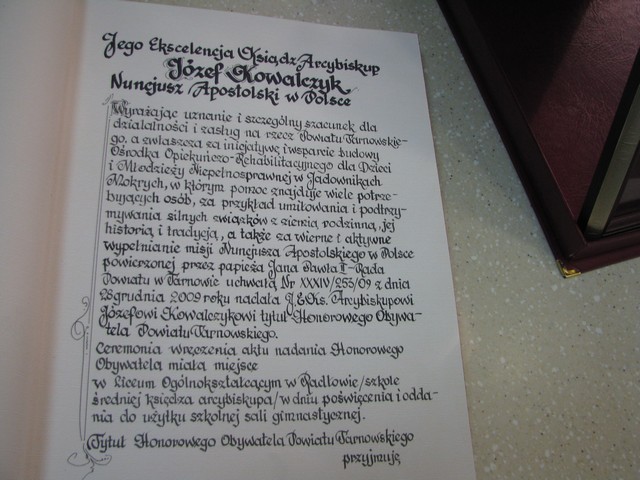 Jego Ekscelencja Ksiądz Arcybiskup
Józef Kowalczyk
Nuncjusz Apostolski w Polsce
Wyrażając uznanie i szczególny szacunek dla
działalności i zasług na rzecz Powiatu Tarnowskie-
go, a zwłaszcza za inicjatywę i wsparcie budowy
Ośrodka Opiekuńczo-Rehabilitacyjnego dla Dzieci
i Młodzieży Niepełnosprawnej w Jadownikach
Mokrych, w którym pomoc znajduje wiele potrze-
bujących osób, za przykład umiłowania i podtrzy-
mywania silnych związków z ziemią rodzinną, jej
historią i tradycją, a także za wierne i aktywne
wypełnianie misji Nuncjusza Apostolskiego w Polsce
powierzonej przez papieża Jana Pawła II - Rada
Powiatu w Tarnowie uchwałą Nr XXXIV/255/09 z dnia
28 grudnia 2009 roku nadała J.E.Ks. Arcybiskupowi
Józefowi Kowalczykowi tytuł Honorowego Obywa-
tela Powiatu Tarnowskiego.
Ceremonia wręczenia aktu nadania Honorowego
Obywatela miała miejsce
w Liceum Ogólnokształcącym w Radłowie/szkole
średniej księdza arcybiskupa/w dniu poświęcenia i odda-
nia do użytku szkolnej sali gimnastycznej.
Tytuł Honorowego Obywatela Powiatu Tarnowskiego
przyjmuję